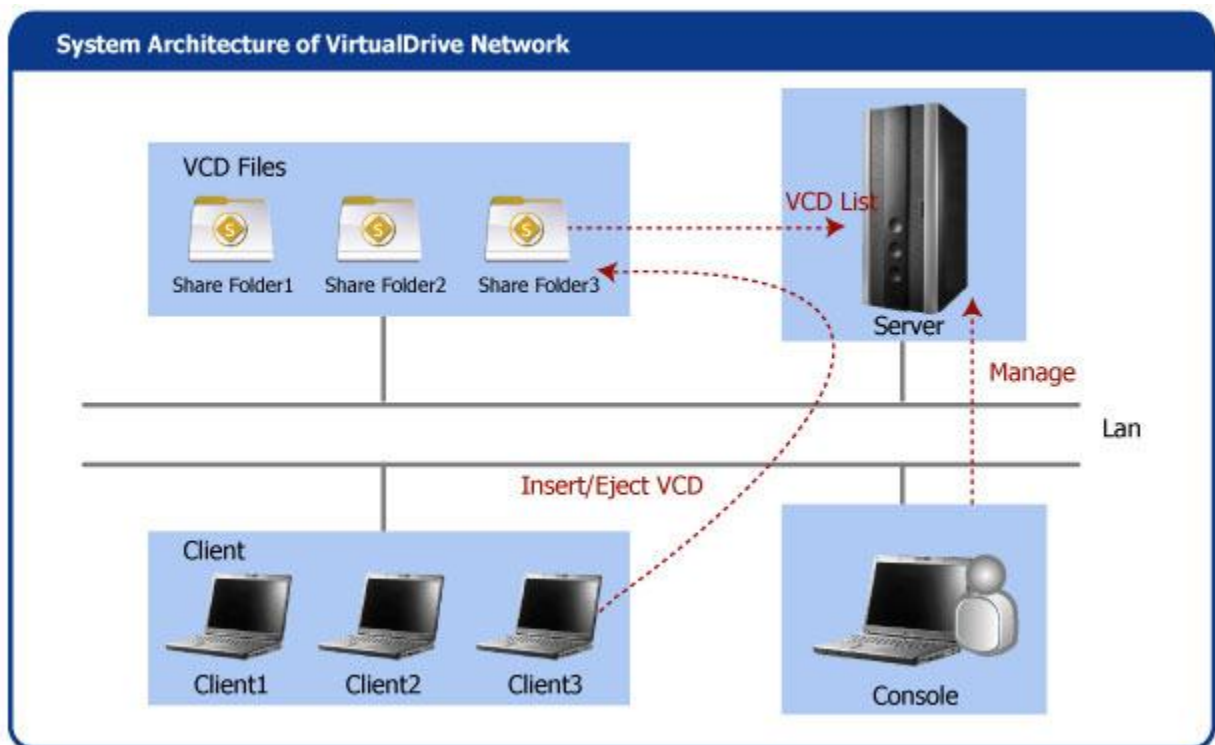 System Architecture of VirtualDrive Network
VCD Files
S
S
S
Share Folder1
Share Folder2
Share Folder3
VCD List
Server
Manage
Lan
Insert/Eject VCD
Client
Client1
Client2
Client3
Console